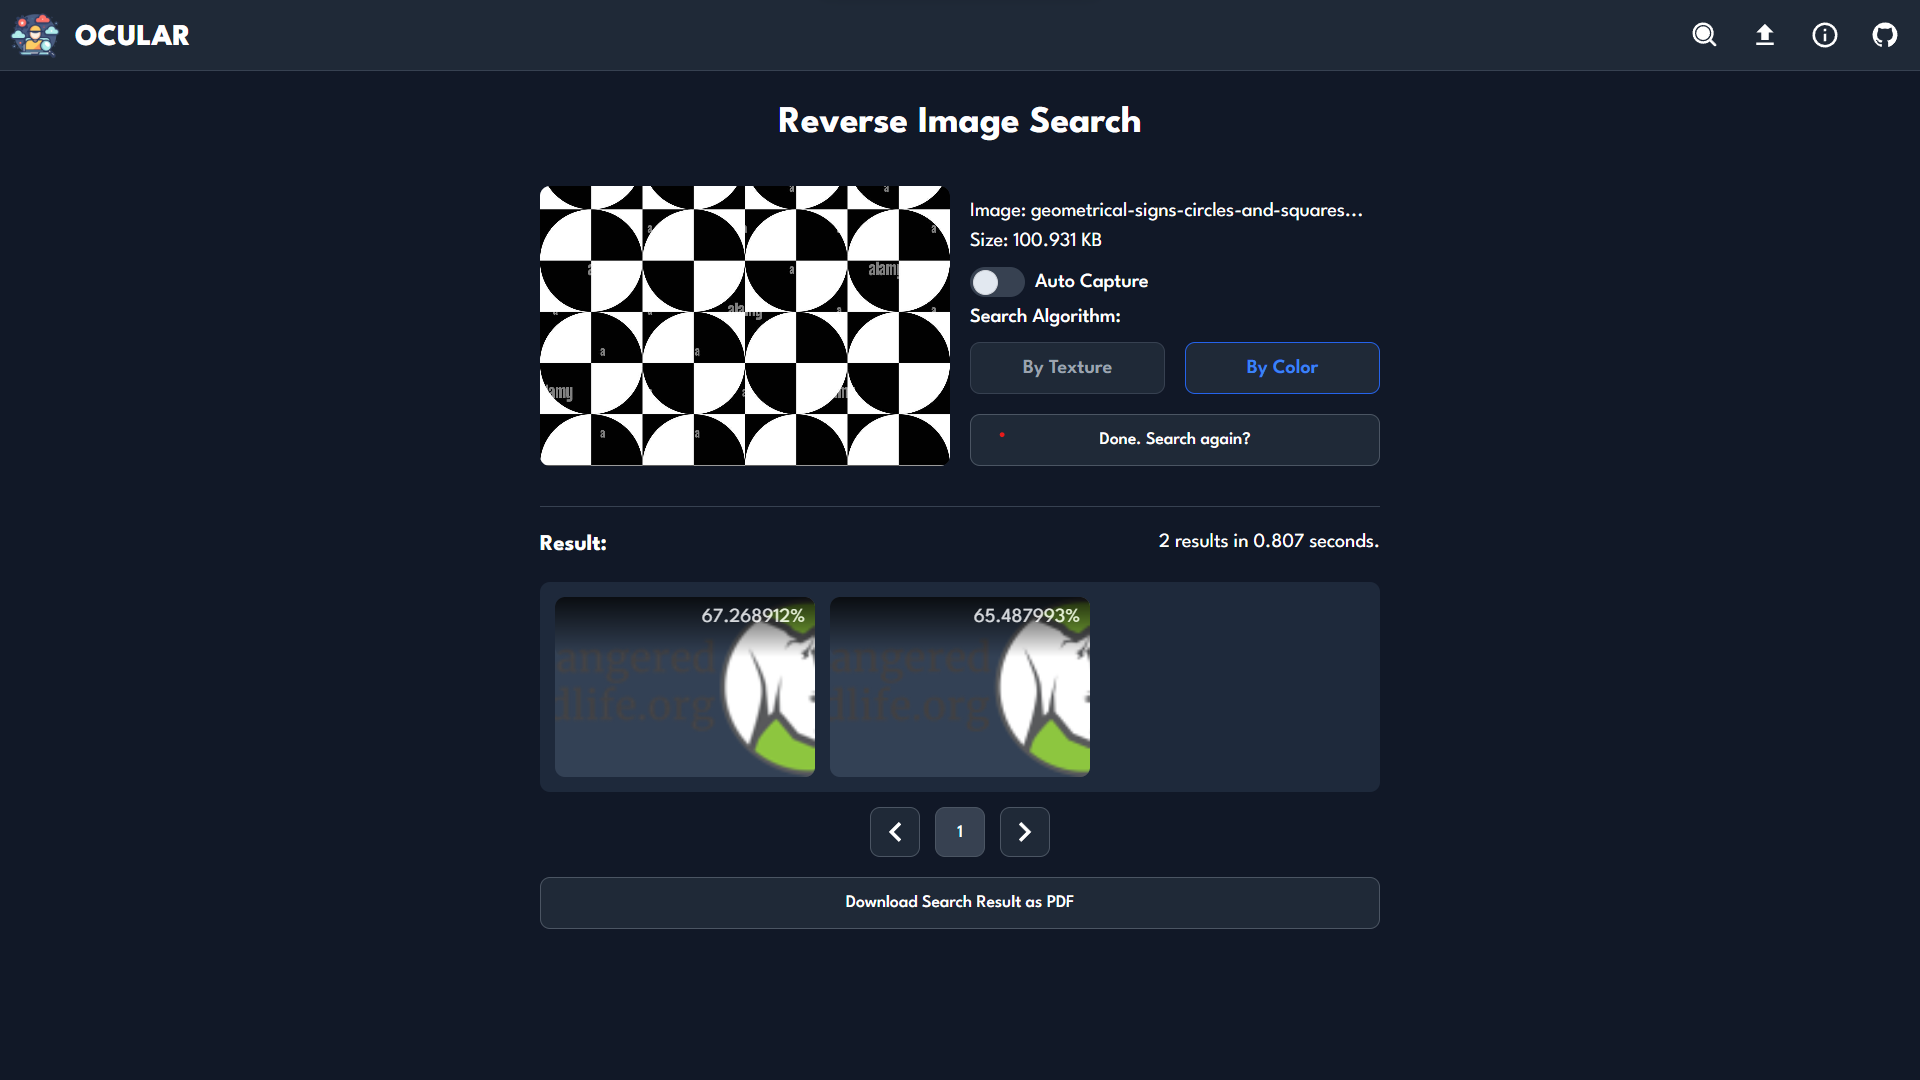 OCULAR
Reverse Image Search
Image: geometrical-signs-circles-and-squares...
Size: 100.931 KB
Auto Capture
Search Algorithm:
By Texture
By Color
Done. Search again?
a
a
a
a
a
alamy
alamy
a
a
amy
a
a
Result:
2 results in 0.807 seconds.
67.268912%
angered
llife.org
65.487993%
angered
llife.org
1
Download Search Result as PDF